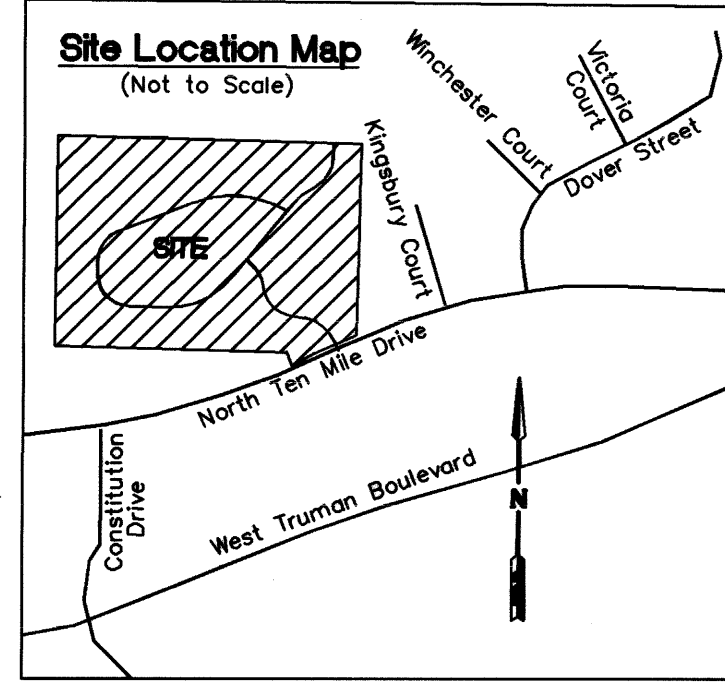 Site Location Map
(Not to Scale)
Winchester Court
Victoria
Court
Dover Street
Kingsbury Court
SITE
North Ten Mile Drive
Constitution
Drive
West Truman Boulevard
N